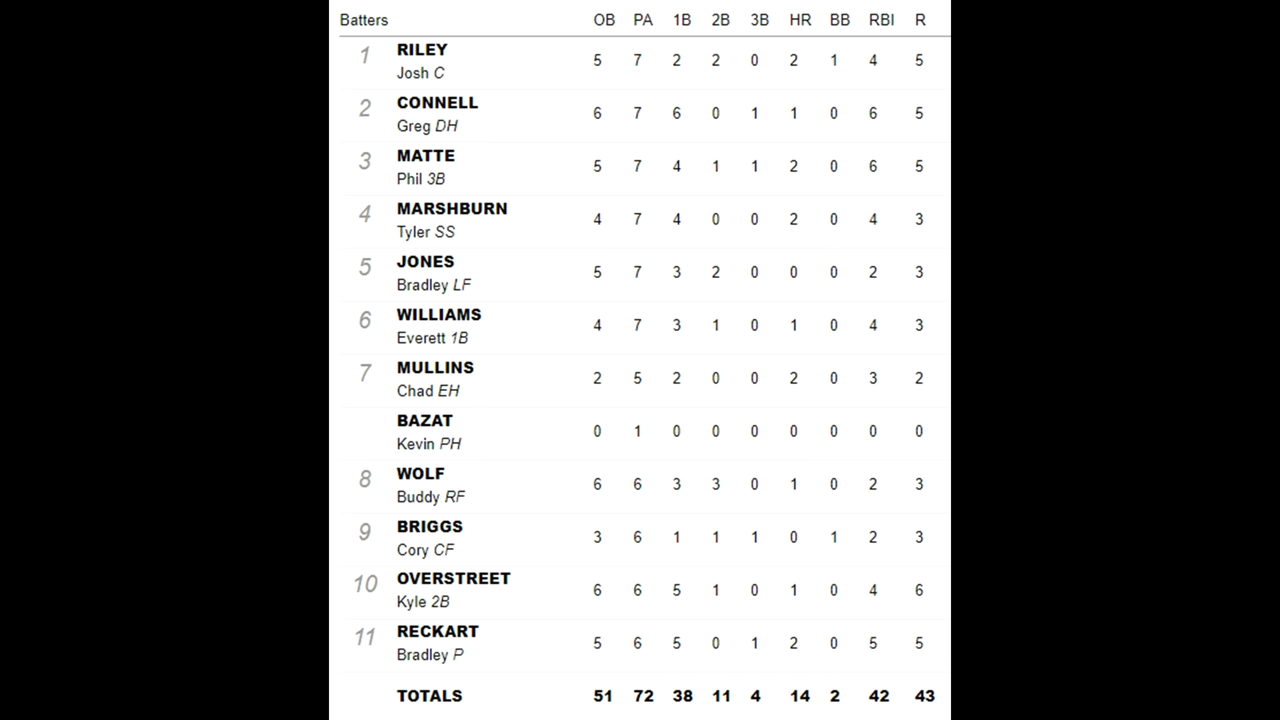 Batters OB PA 1B 2B 3B HR BB RBI R
1 RILEY
Josh C 5 7 2 2 0 2 1 4 5
2 CONNELL
Greg DH 6 7 6 0 1 1 0 6 5
3 MATTE
Phil 3B 5 7 4 1 1 2 0 6 5
4 MARSHBURN
Tyler SS 4 7 4 0 0 2 0 4 3
5 JONES
Bradley LF 5 7 3 2 0 0 0 2 3
6 WILLIAMS
Everett 1B 4 7 3 1 0 1 0 4 3
7 MULLINS
Chad EH 2 5 2 0 0 2 0 3 2
BAZAT
Kevin PH 0 1 0 0 0 0 0 0 0
8 WOLF
Buddy RF 6 6 3 3 0 1 0 2 3
9 BRIGGS
Cory CF 3 6 1 1 1 0 1 2 3
10 OVERSTREET
Kyle 2B 6 6 5 1 0 1 0 4 6
11 RECKART
Bradley P 5 6 5 0 1 2 0 5 5
TOTALS 51 72 38 11 4 14 2 42 43